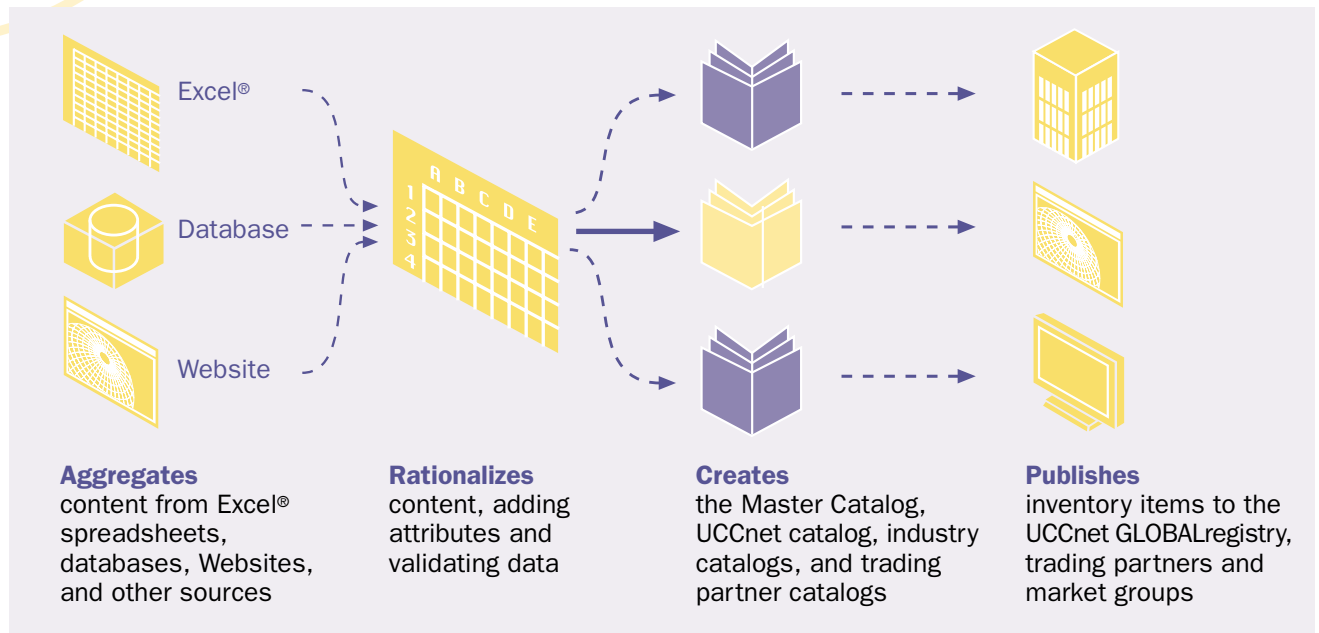 Excel®
Database
Website
A B C D E
1
2
3
4
Aggregates
content from Excel®
spreadsheets,
databases, Websites,
and other sources
Rationalizes
content, adding
attributes and
validating data
Creates
the Master Catalog,
UCCnet catalog, industry
catalogs, and trading
partner catalogs
Publishes
inventory items to the
UCCnet GLOBALregistry,
trading partners and
market groups